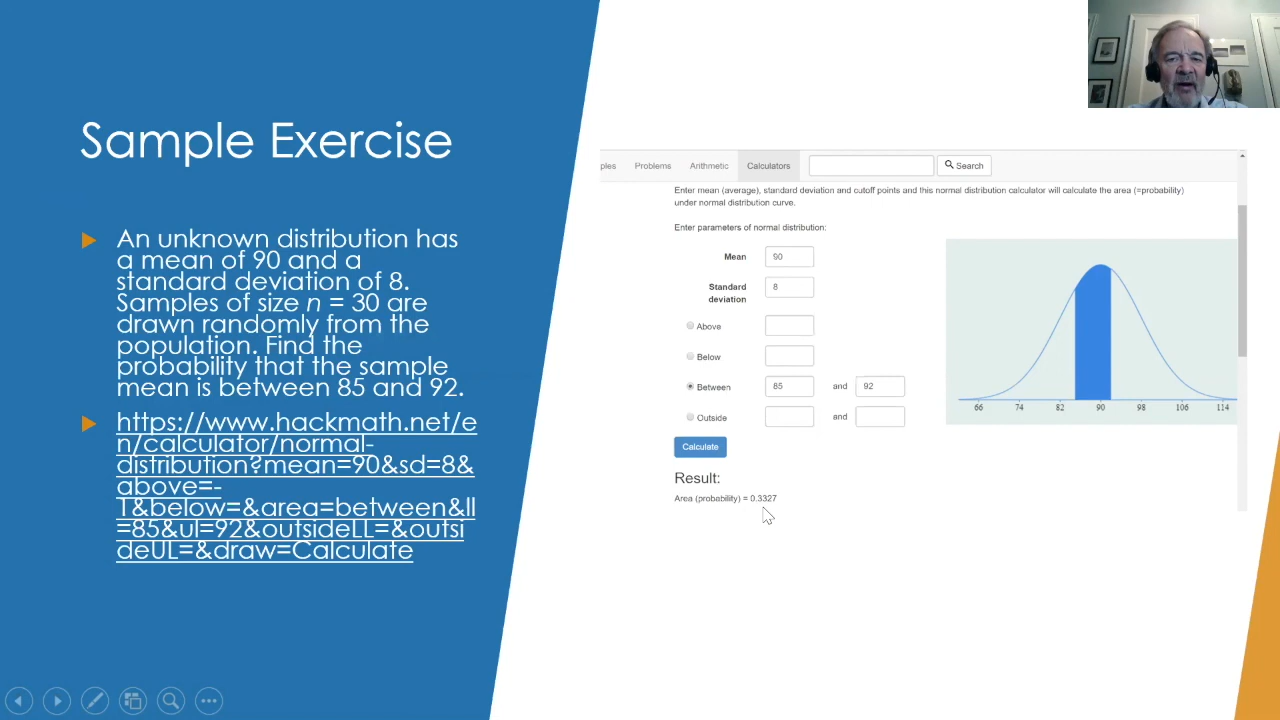 Sample Exercise
An unknown distribution has
a mean of 90 and a
standard deviation of 8.
Samples of size n = 30 are
drawn randomly from the
population. Find the
probability that the sample
mean is between 85 and 92.
https://www.hackmath.net/e
n/calculator/normal-
distribution?mean=90&sd=8&
above=-
1&below=&area=between&ll
=85&ul=92&outsideLL=&outsi
deUL=&draw=Calculate
ples Problems Arithmetic Calculators Search
Enter mean (average), standard deviation and cutoff points and this normal distribution calculator will calculate the area (=probability)
under normal distribution curve.
Enter parameters of normal distribution:
Mean 90
Standard 8
deviation
Above
Below
Between 85 and 92
Outside and
Calculate
Result:
Area (probability) = 0.3327
66 74 82 90 98 106 114